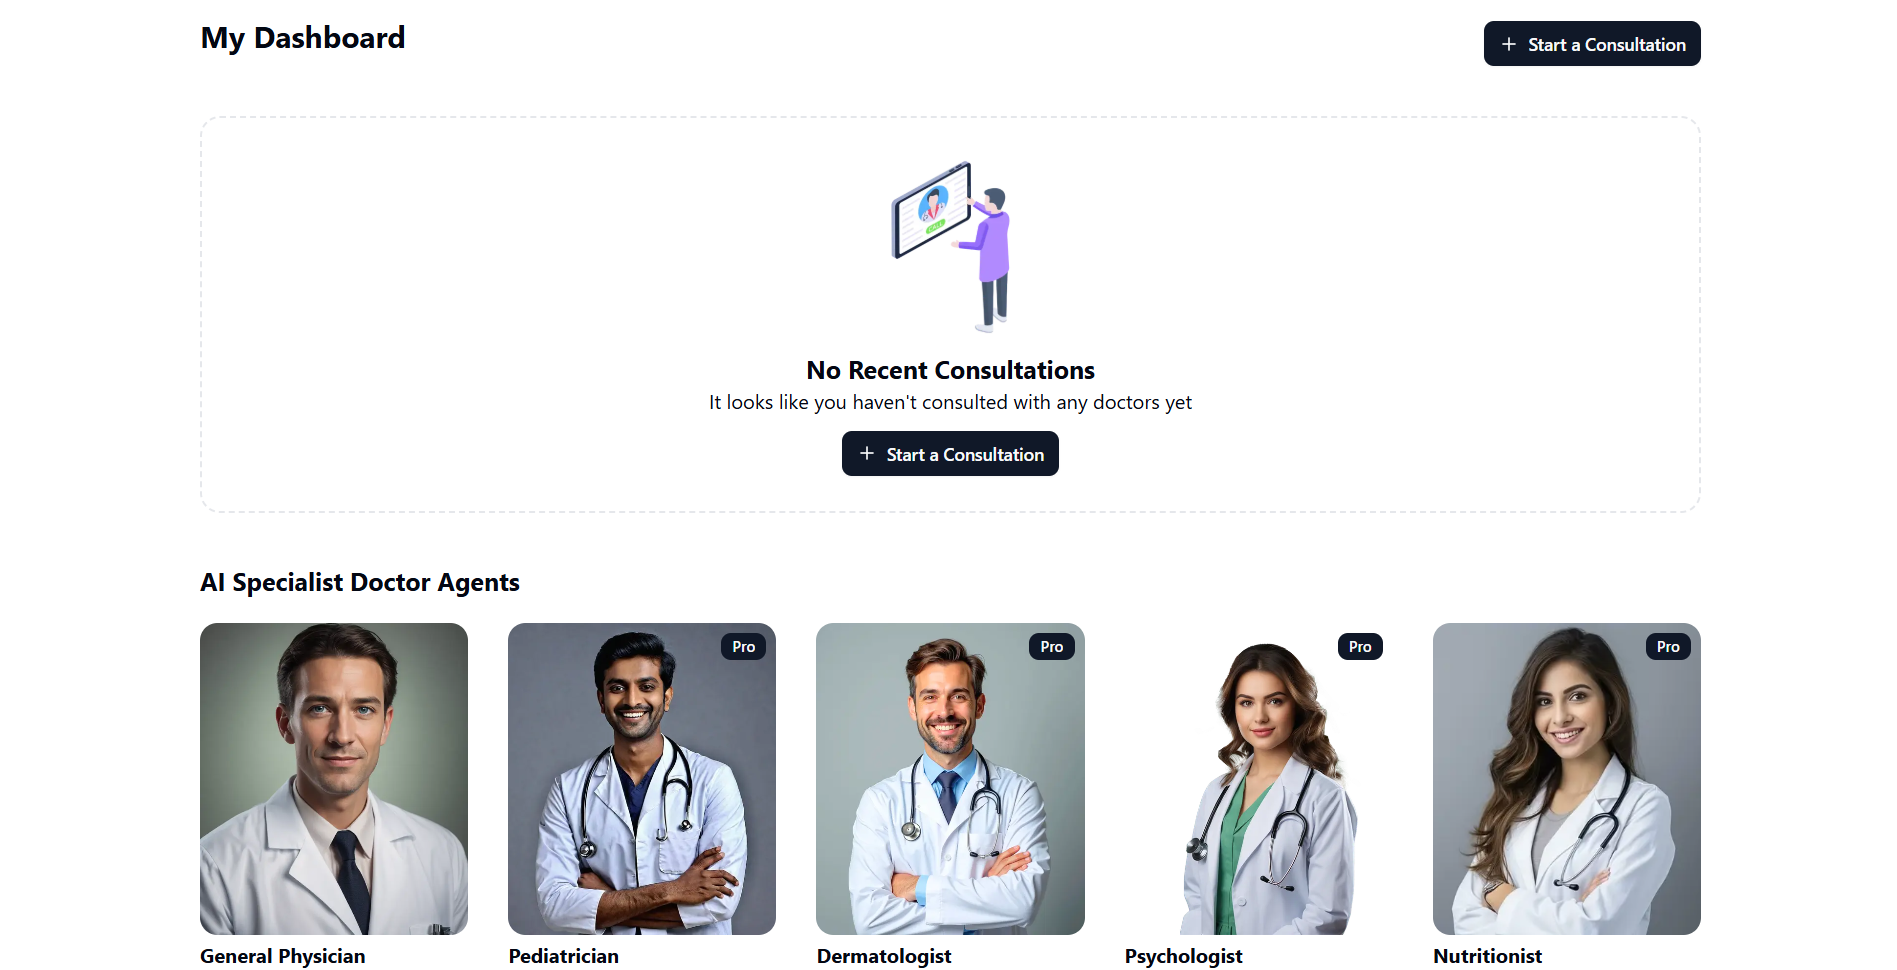 My Dashboard
+ Start a Consultation
No Recent Consultations
It looks like you haven't consulted with any doctors yet
+ Start a Consultation
AI Specialist Doctor Agents
Pro
Pro
Pro
Pro
General Physician
Pediatrician
Dermatologist
Psychologist
Nutritionist